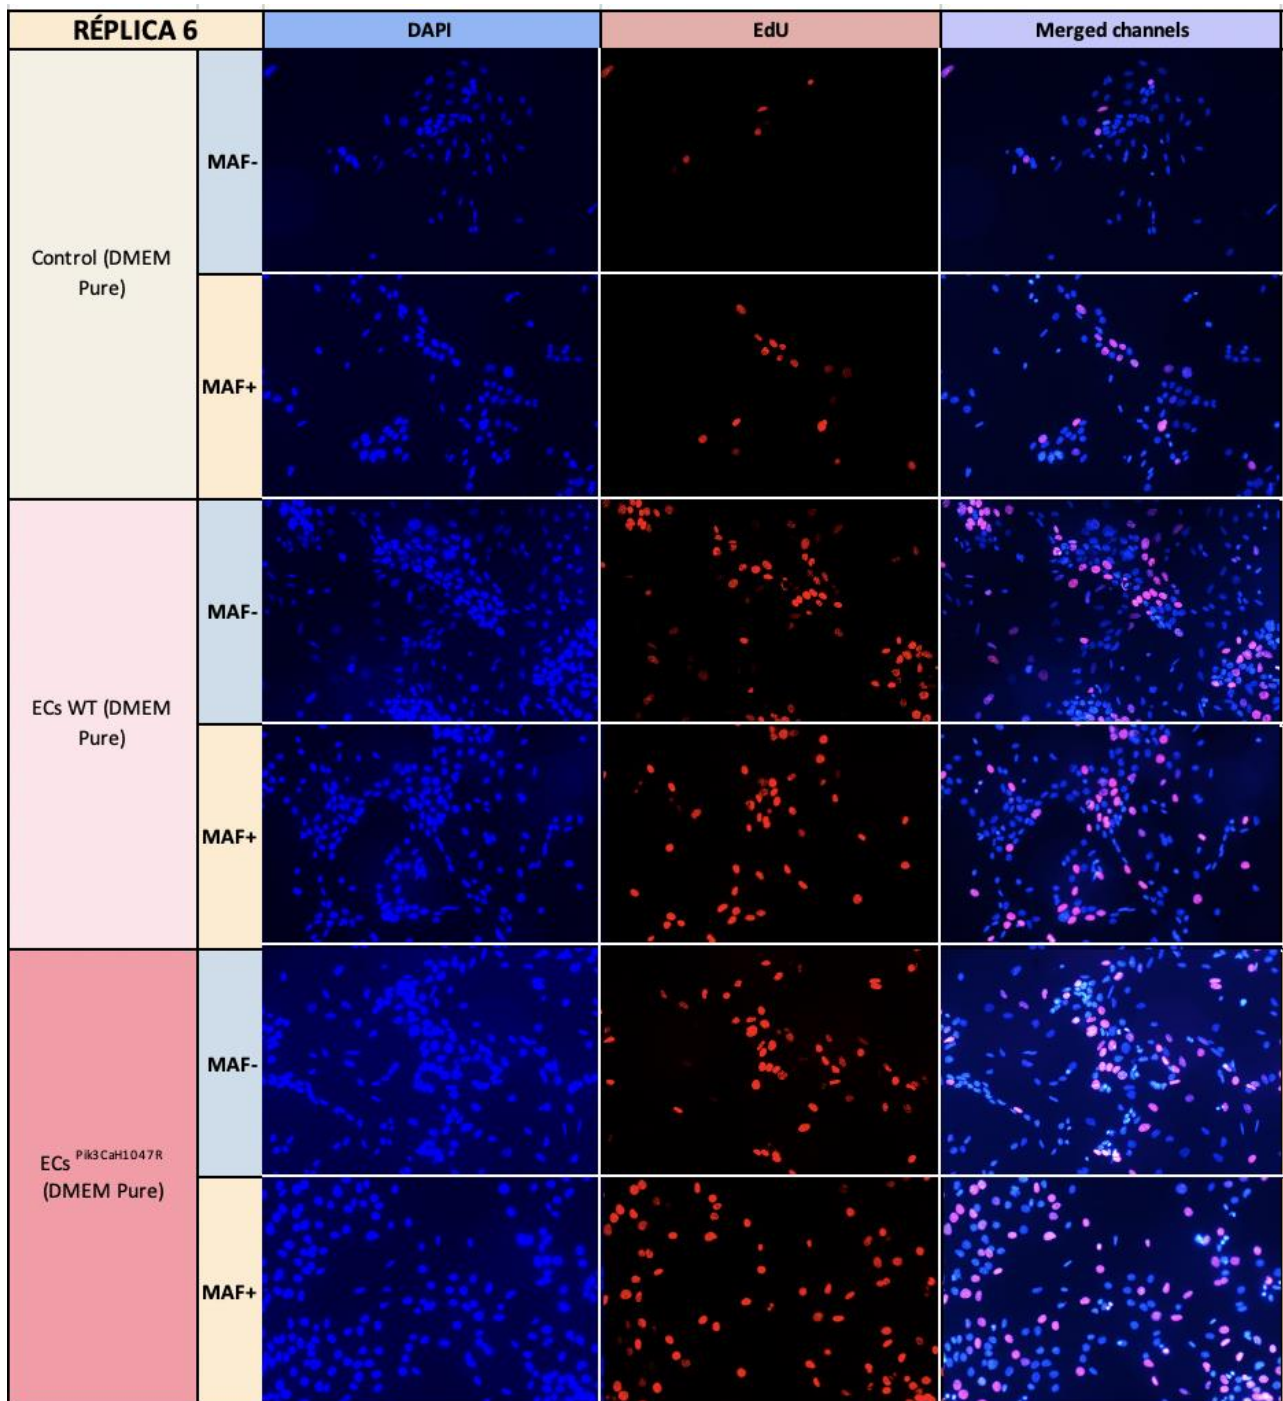 RÉPLICA 6
DAPI
EdU
Merged channels
Control (DMEM
Pure)
MAF-
MAF+
ECs WT (DMEM
Pure)
MAF-
MAF+
ECs Pik3CaH1047R
(DMEM Pure)
MAF-
MAF+